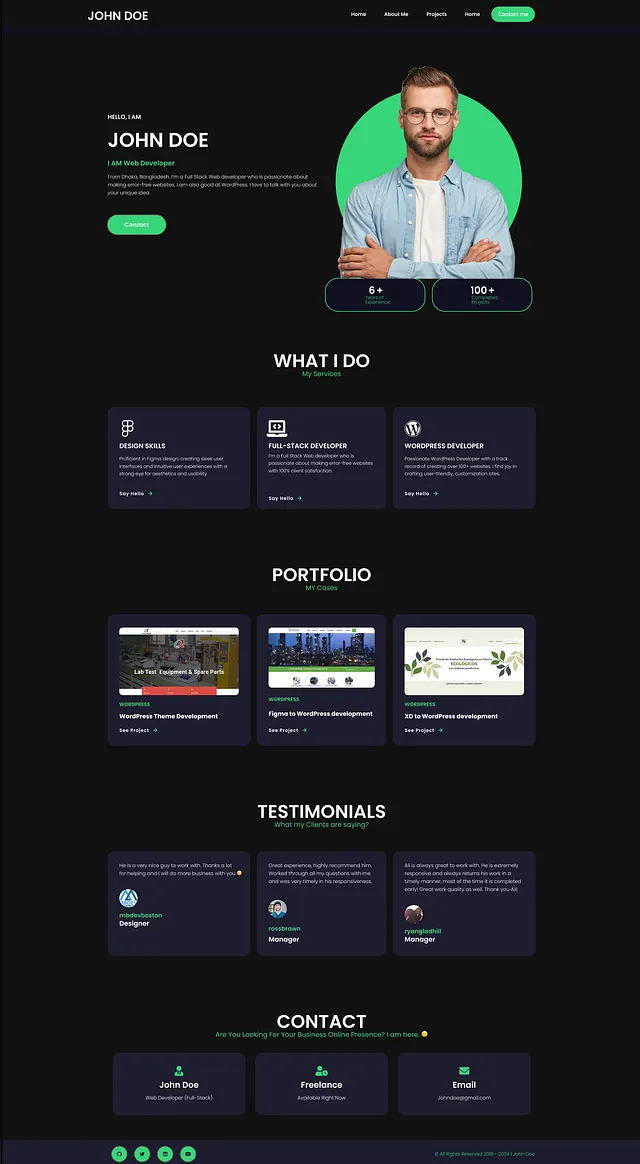 JOHN DOE
Home
About Me
Projects
Home
Contact me
HELLO, I AM
JOHN DOE
I AM Web Developer
From Dhaka, Bangladesh. I'm a Full Stack Web developer who is passionate about
making error-free websites. I am also good at WordPress. I love to talk with you about
your unique idea.
Contact
6 +
Years of
Experience
100+
Completed
Projects
WHAT I DO
My Services
DESIGN SKILLS
Proficient in Figma design, creating sleek user
interfaces and intuitive user experiences with a
strong eye for aesthetics and usability.
Say Hello
FULL-STACK DEVELOPER
I'm a Full Stack Web developer who is
passionate about making error-free websites
with 100% client satisfaction.
Say Hello
WORDPRESS DEVELOPER
Passionate WordPress Developer with a track
record of creating over 100+ websites. I find joy in
crafting user-friendly, customization sites.
Say Hello
PORTFOLIO
MY Cases
Lab Test Equipment & Spare Parts
WORDPRESS
WordPress Theme Development
See Project
WORDPRESS
Figma to WordPress development
See Project
ECOLÓGICOS
WORDPRESS
XD to WordPress development
See Project
TESTIMONIALS
What my Clients are saying?
He is a very nice guy to work with. Thanks a lot
for helping and I will do more business with you 😀
mbdevboston
Designer
Great experience, highly recommend him.
Worked through all my questions with me
and was very timely in his responsiveness.
rossbrown
Manager
Ali is always great to work with. He is extremely
responsive and always returns his work in a
timely manner, most of the time it is completed
early! Great work quality as well. Thank you Ali!
ryangladhill
Manager
CONTACT
Are You Looking For Your Business Online Presence? I am here. 😀
John Doe
Web Developer (Full-Stack)
Freelance
Available Right Now
Email
Johndoe@gmail.com
© All Rights Reserved 2019 - 2024 | John Doe